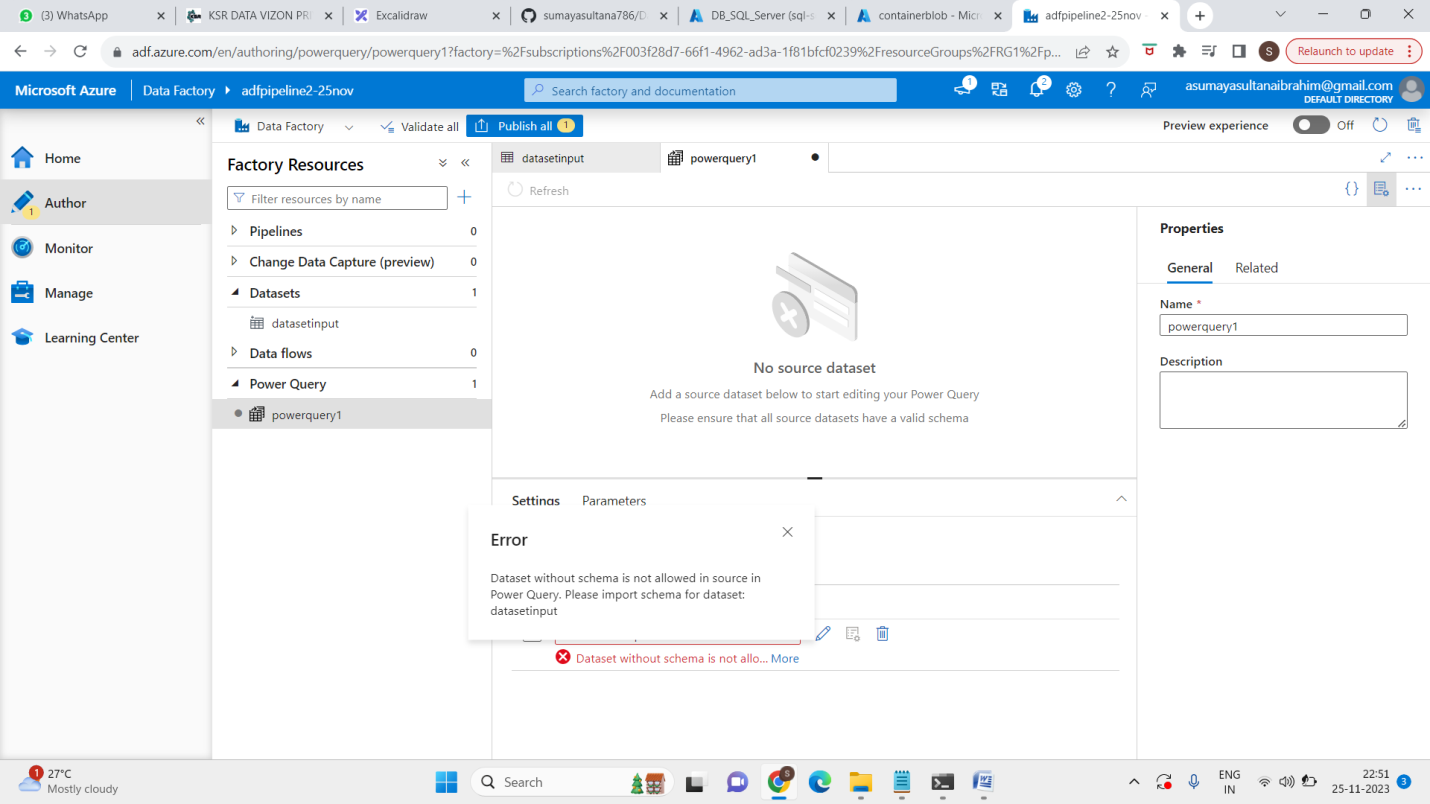 3
(3) WhatsApp
KSR DATA VIZON PR
Excalidraw
sumayasultana786/D
DB_SQL_Server (sql-s
containerblob - Micr
adfpipeline2-25nov -
adf.azure.com/en/authoring/powerquery/powerquery1?factory=%2Fsubscriptions%2F003f28d7-66f1-4962-ad3a-1f81bfcf0239%2FresourceGroups%2FRG1%2Fp...
S
Relaunch to update
Microsoft Azure
Data Factory
adfpipeline2-25nov
Search factory and documentation
1
2
asumayasultanaibrahim@gmail.com
DEFAULT DIRECTORY
Data Factory
Validate all
Publish all 1
Preview experience
Off
Home
Author
1
Monitor
Manage
Learning Center
Factory Resources
Filter resources by name
Pipelines 0
Change Data Capture (preview) 0
Datasets 1
datasetinput
Data flows 0
Power Query 1
powerquery1
datasetinput
powerquery1
Refresh
{}
No source dataset
Add a source dataset below to start editing your Power Query
Please ensure that all source datasets have a valid schema
Settings
Parameters
Error
Dataset without schema is not allowed in source in
Power Query. Please import schema for dataset:
datasetinput
Dataset without schema is not allo... More
Properties
General
Related
Name *
powerquery1
Description
1
27°C
Mostly cloudy
Search
S
ENG
IN
22:51
25-11-2023
3